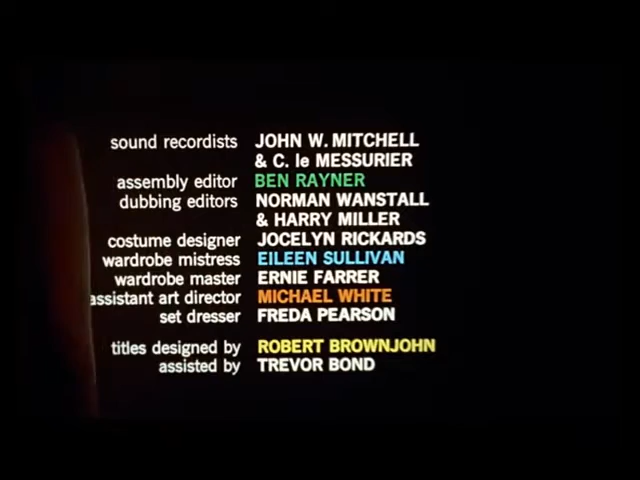 sound recordists JOHN W. MITCHELL
& C. le MESSURIER
assembly editor BEN RAYNER
dubbing editors NORMAN WANSTALL
& HARRY MILLER
costume designer JOCELYN RICKARDS
wardrobe mistress EILEEN SULLIVAN
wardrobe master ERNIE FARRER
assistant art director MICHAEL WHITE
set dresser FREDA PEARSON
titles designed by ROBERT BROWNJOHN
assisted by TREVOR BOND